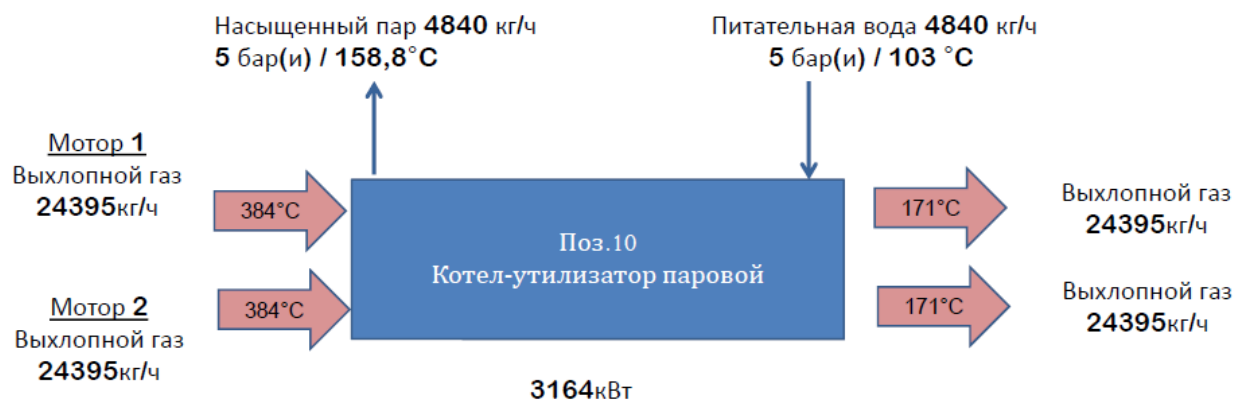 Насыщенный пар 4840 кг/ч
5 бар(и) / 158,8°C
Питательная вода 4840 кг/ч
5 бар(и) / 103 °C
Мотор 1
Выхлопной газ
24395кг/ч
384°C
171°C
Выхлопной газ
24395кг/ч
Поз.10
Котел-утилизатор паровой
Мотор 2
Выхлопной газ
24395кг/ч
384°C
171°C
Выхлопной газ
24395кг/ч
3164кВт